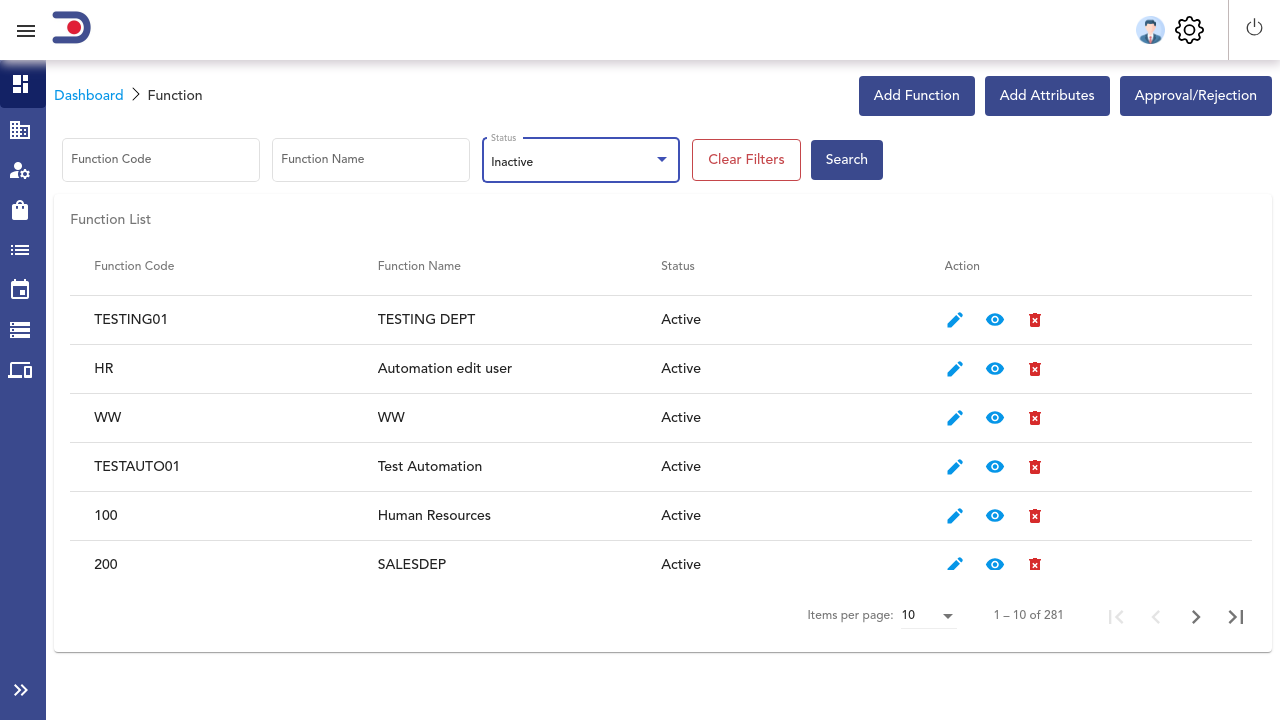 Dashboard Function
Add Function Add Attributes Approval/Rejection
Function Code Function Name Status Inactive Clear Filters Search
Function List
Function Code Function Name Status Action
TESTING01 TESTING DEPT Active
HR Automation edit user Active
WW WW Active
TESTAUTO01 Test Automation Active
100 Human Resources Active
200 SALESDEP Active
Items per page: 10 1 – 10 of 281